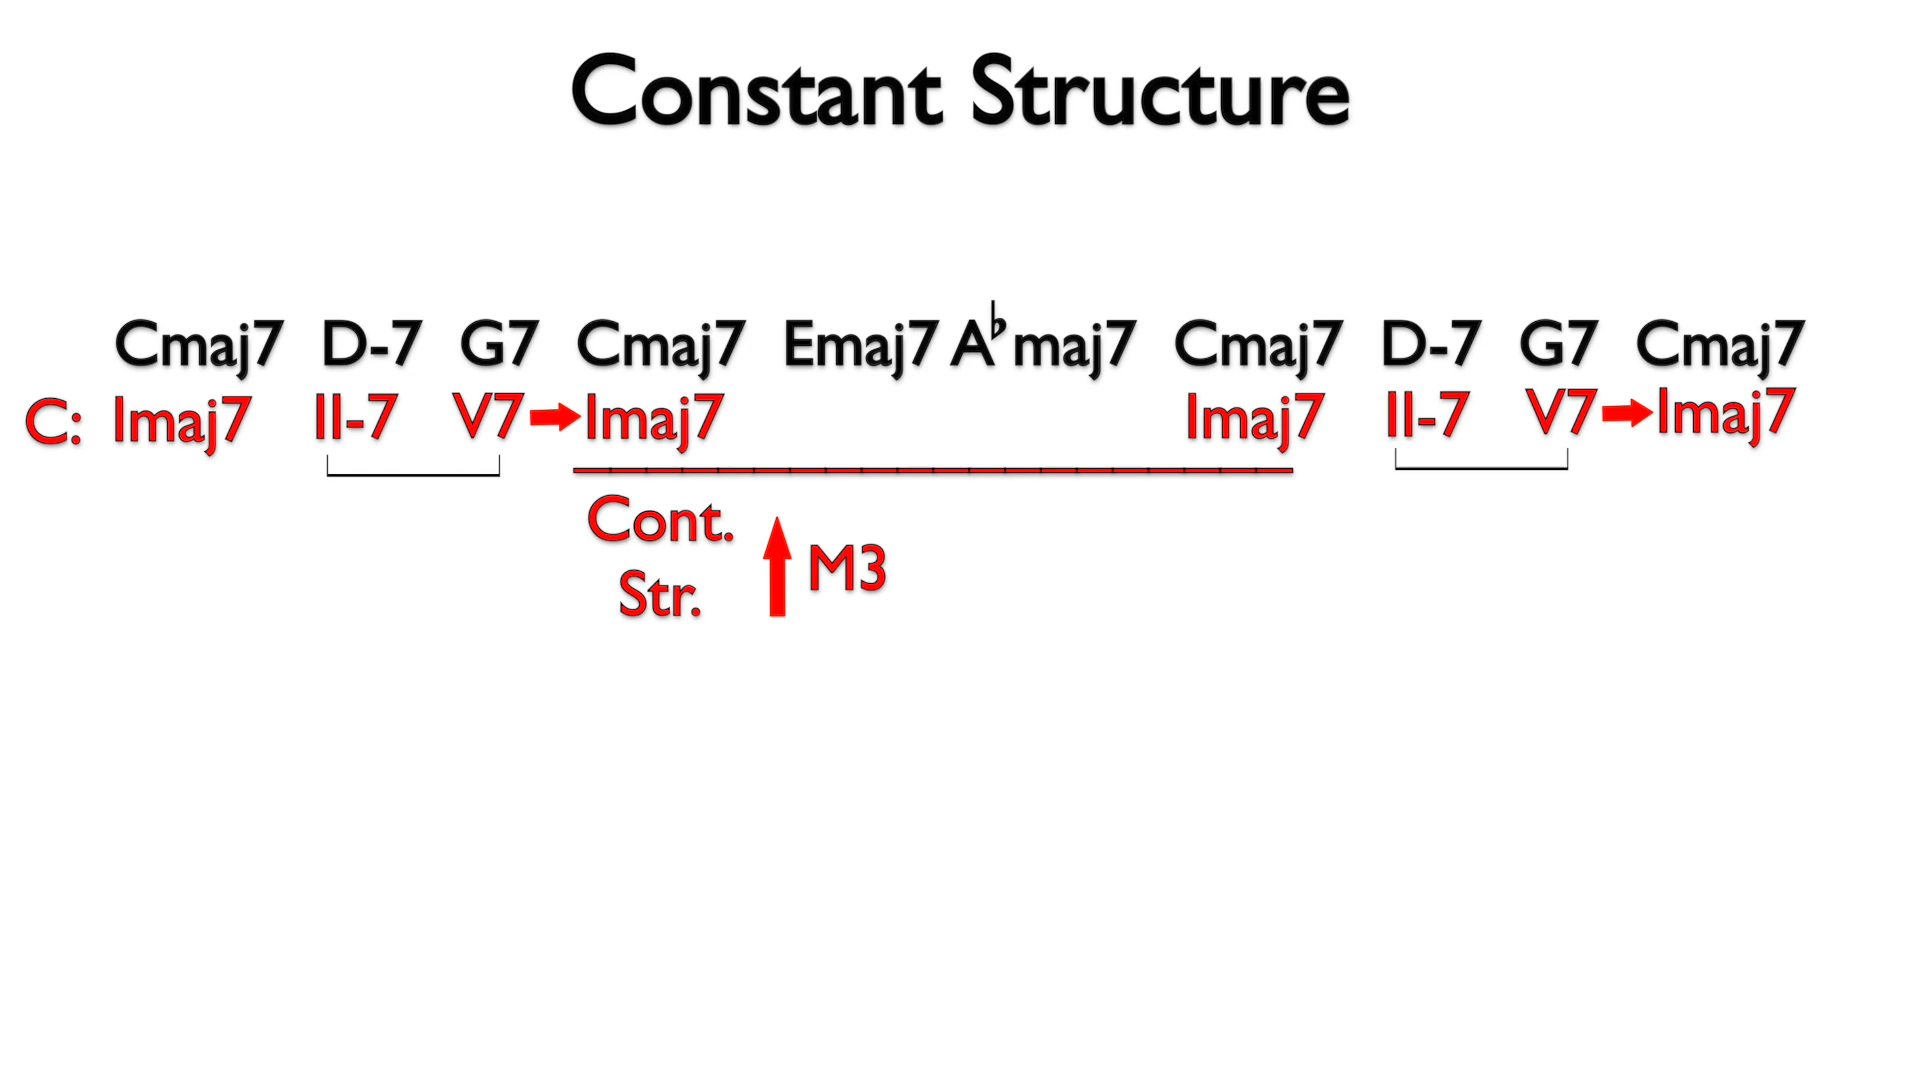 Constant Structure
Cmaj7 D-7 G7 Cmaj7 Emaj7 A♭maj7 Cmaj7 D-7 G7 Cmaj7
C: Imaj7 II-7 V7 Imaj7 Imaj7 II-7 V7 Imaj7
Cont.
M3
Str.